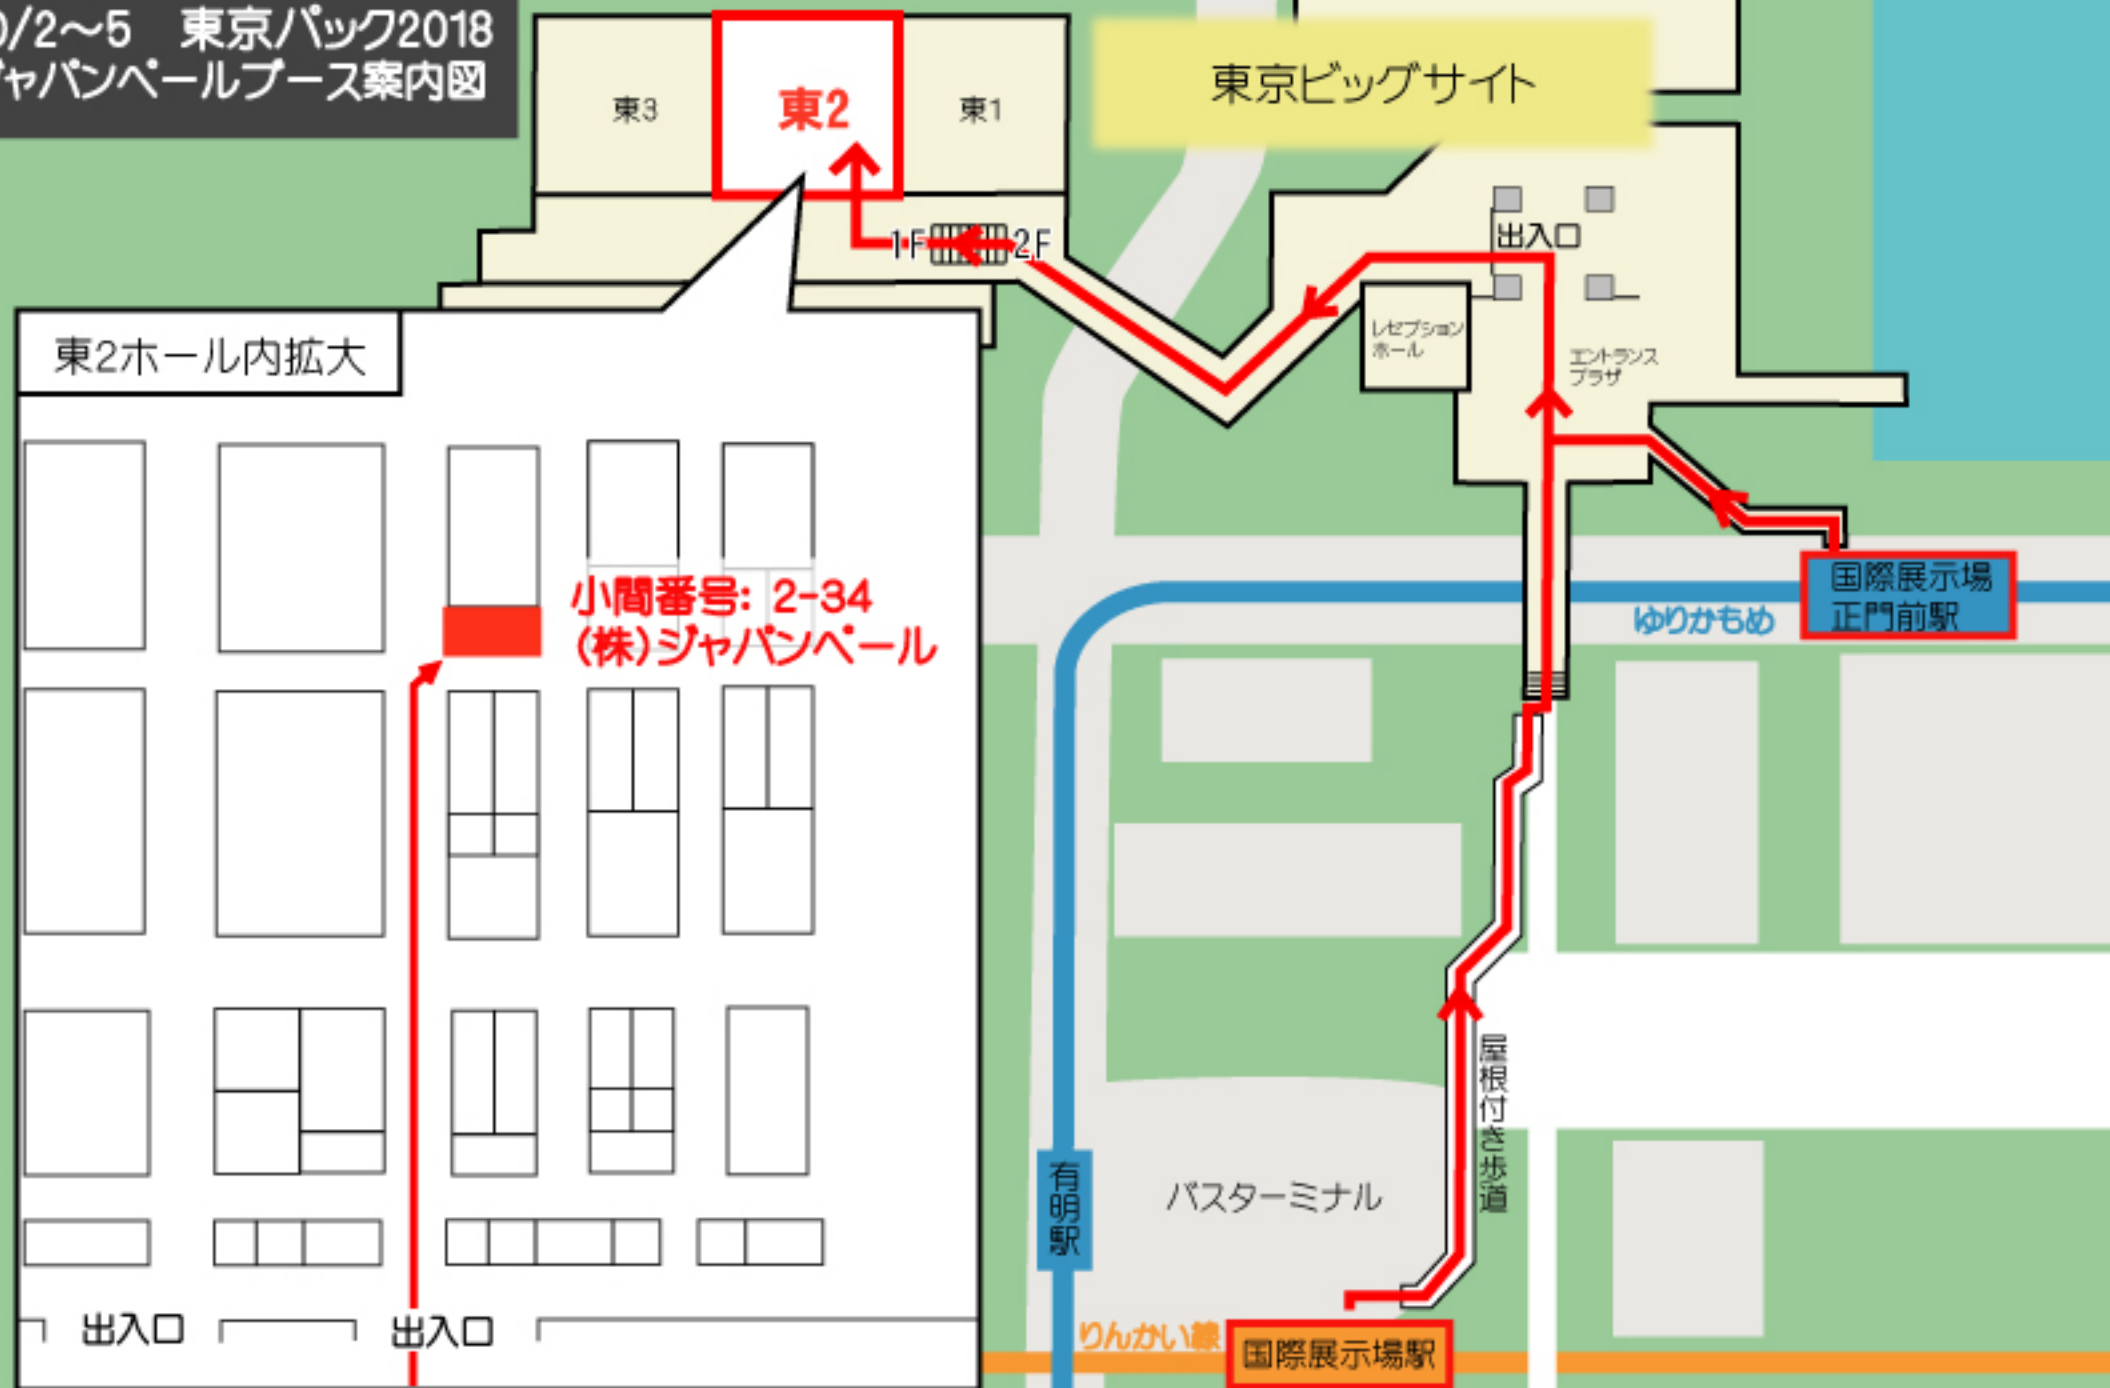 0/2～5　東京パック2018
ジャパンペールブース案内図
東3
東2
東1
東京ビッグサイト
1F
2F
出入口
レセプション
ホール
エントランス
プラザ
東2ホール内拡大
小間番号: 2-34
(株)ジャパンペール
国際展示場
正門前駅
ゆりかもめ
屋根付き歩道
有明駅
バスターミナル
出入口
出入口
りんかい線
国際展示場駅